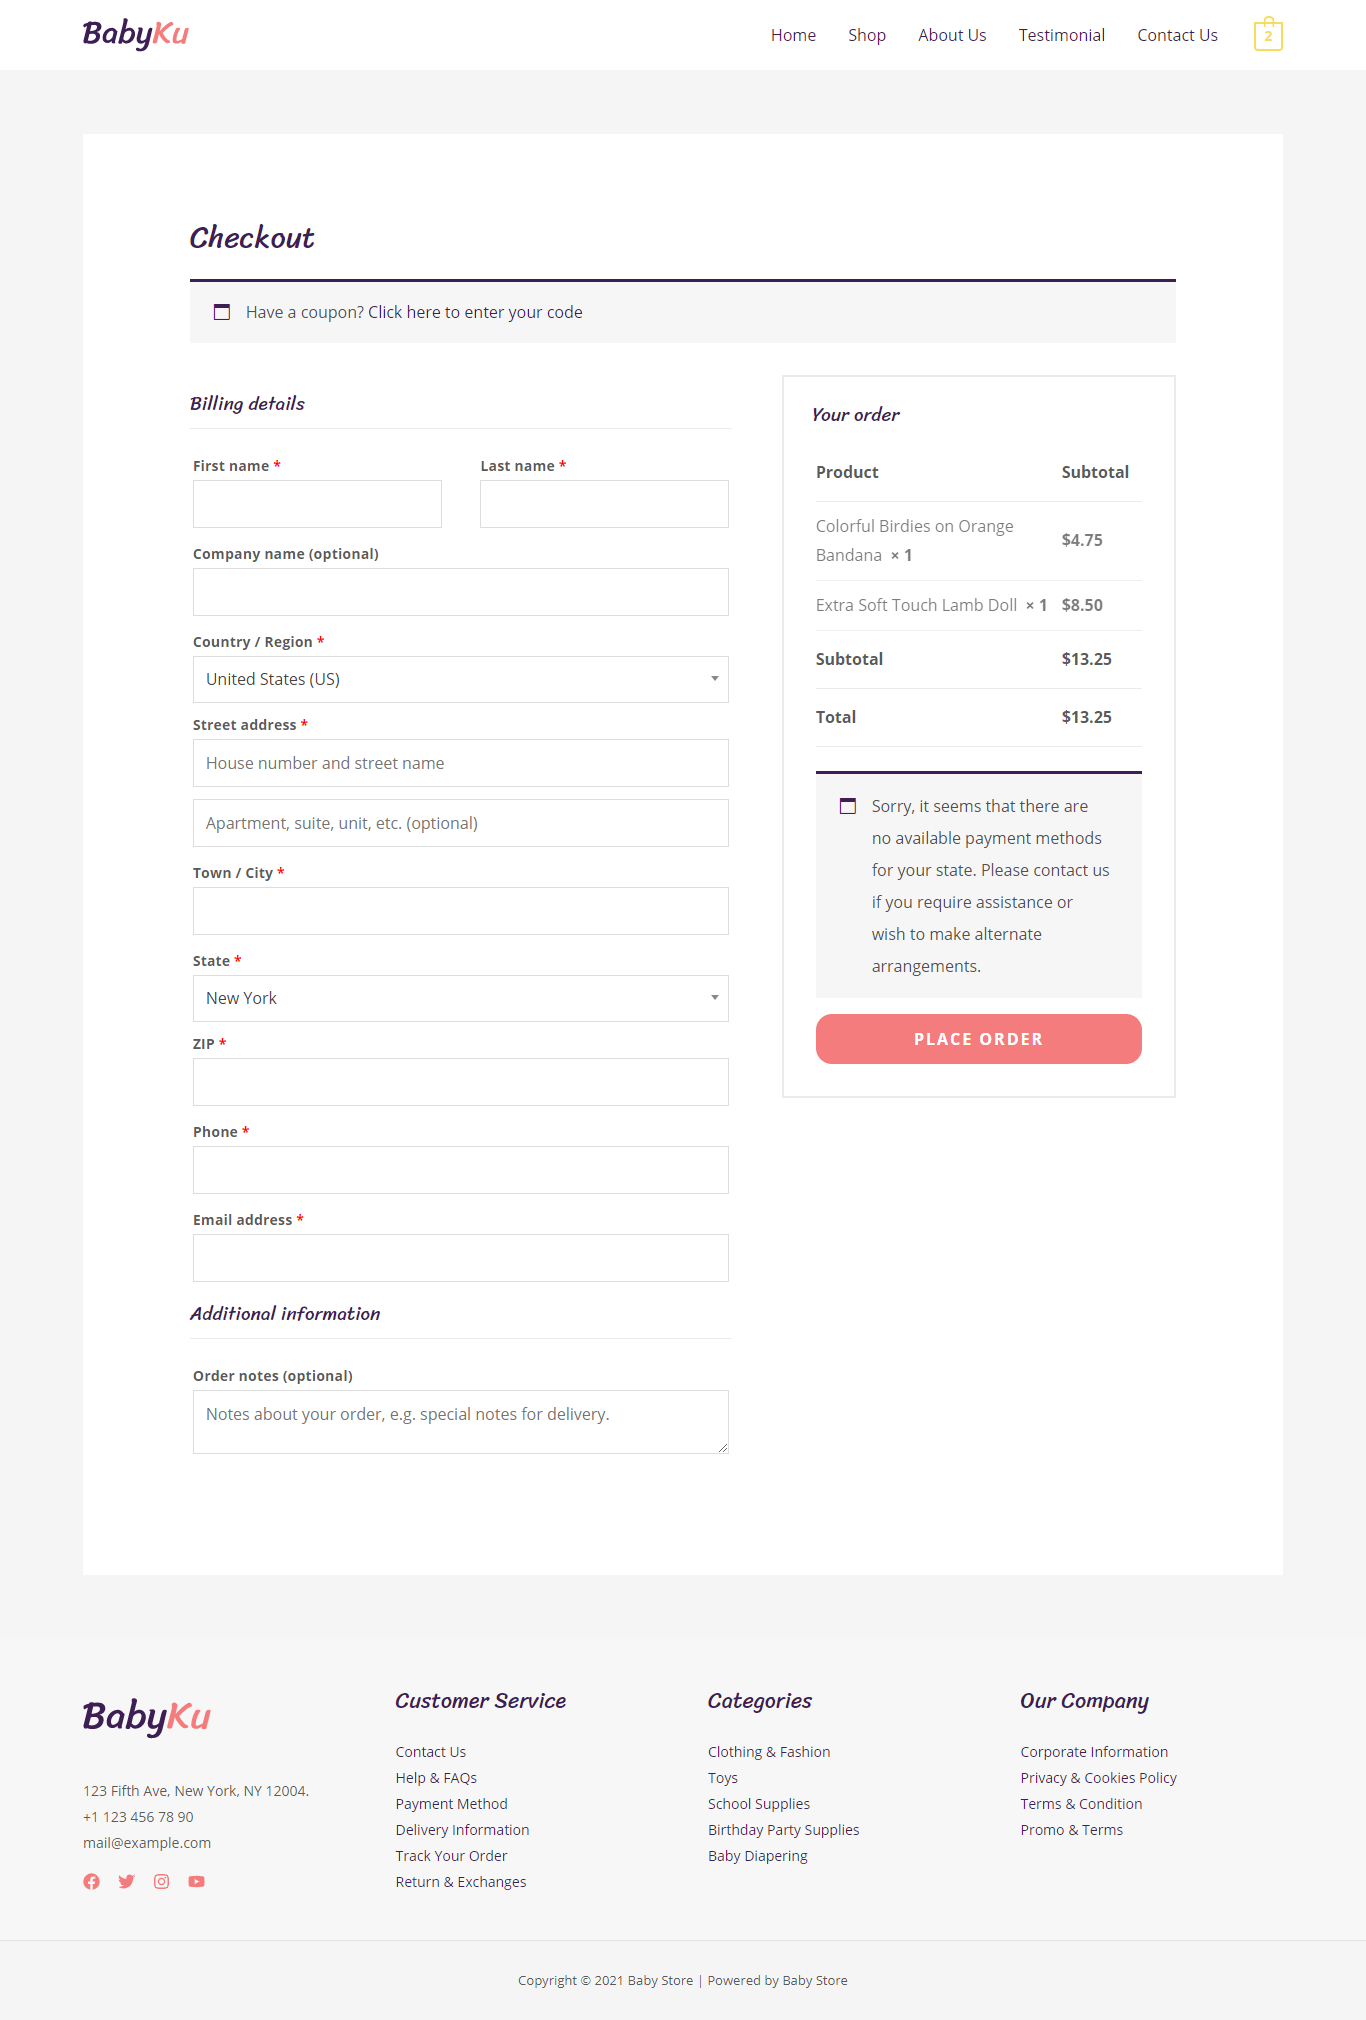 BabyKu
Home Shop About Us Testimonial Contact Us 2
Checkout
Have a coupon? Click here to enter your code
Billing details
First name * Last name *
Company name (optional)
Country / Region *
United States (US)
Street address *
House number and street name
Apartment, suite, unit, etc. (optional)
Town / City *
State *
New York
ZIP *
Phone *
Email address *
Additional information
Order notes (optional)
Notes about your order, e.g. special notes for delivery.
Your order
Product Subtotal
Colorful Birdies on Orange
Bandana × 1 $4.75
Extra Soft Touch Lamb Doll × 1 $8.50
Subtotal $13.25
Total $13.25
Sorry, it seems that there are
no available payment methods
for your state. Please contact us
if you require assistance or
wish to make alternate
arrangements.
PLACE ORDER
BabyKu
123 Fifth Ave, New York, NY 12004.
+1 123 456 78 90
mail@example.com
Customer Service
Contact Us
Help & FAQs
Payment Method
Delivery Information
Track Your Order
Return & Exchanges
Categories
Clothing & Fashion
Toys
School Supplies
Birthday Party Supplies
Baby Diapering
Our Company
Corporate Information
Privacy & Cookies Policy
Terms & Condition
Promo & Terms
Copyright © 2021 Baby Store | Powered by Baby Store